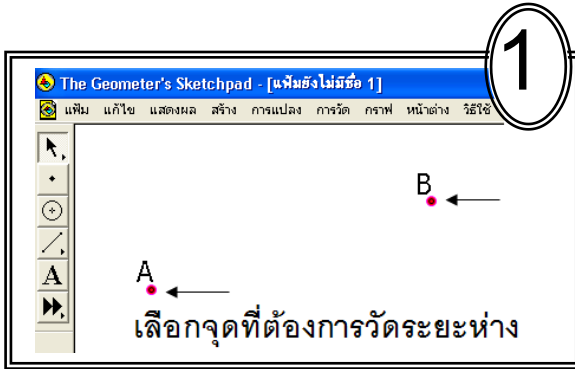 1
The Geometer's Sketchpad - [แฟ้มยังไม่มีชื่อ 1]
แฟ้ม แก้ไข แสดงผล สร้าง การแปลง การวัด กราฟ หน้าต่าง วิธีใช้
B
A
A
เลือกจุดที่ต้องการวัดระยะห่าง